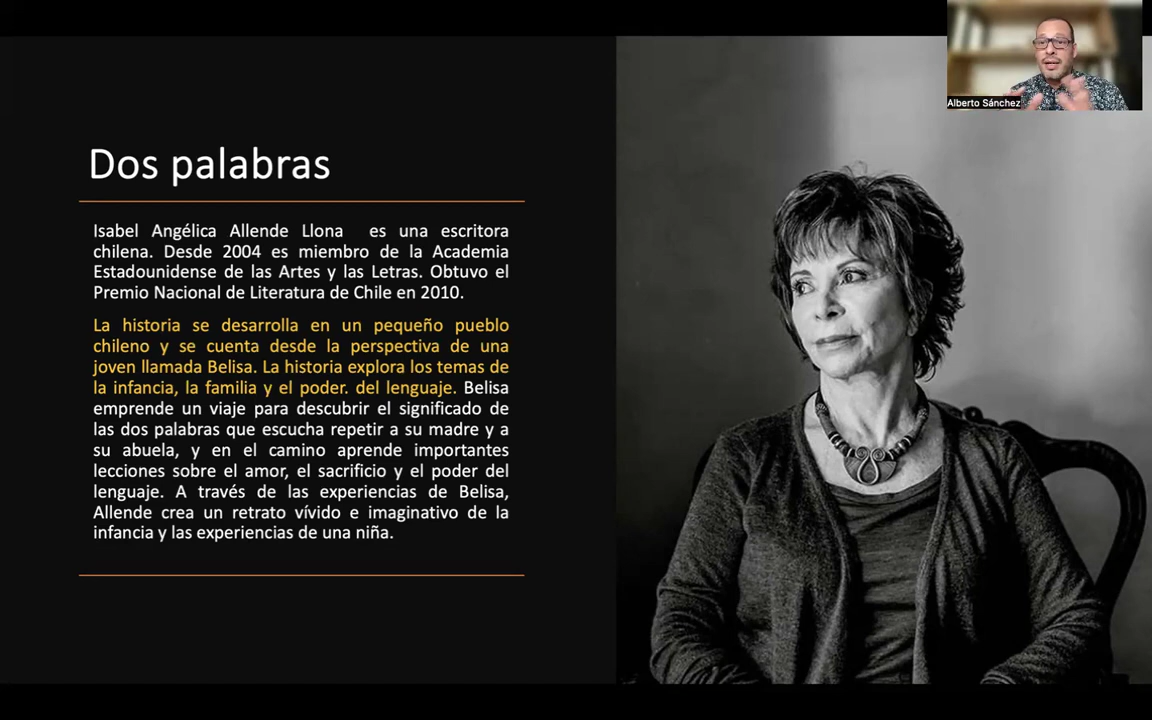 Alberto Sánchez
Dos palabras
Isabel Angélica Allende Llona es una escritora
chilena. Desde 2004 es miembro de la Academia
Estadounidense de las Artes y las Letras. Obtuvo el
Premio Nacional de Literatura de Chile en 2010.
La historia se desarrolla en un pequeño pueblo
chileno y se cuenta desde la perspectiva de una
joven llamada Belisa. La historia explora los temas de
la infancia, la familia y el poder. del lenguaje. Belisa
emprende un viaje para descubrir el significado de
las dos palabras que escucha repetir a su madre y a
su abuela, y en el camino aprende importantes
lecciones sobre el amor, el sacrificio y el poder del
lenguaje. A través de las experiencias de Belisa,
Allende crea un retrato vívido e imaginativo de la
infancia y las experiencias de una niña.